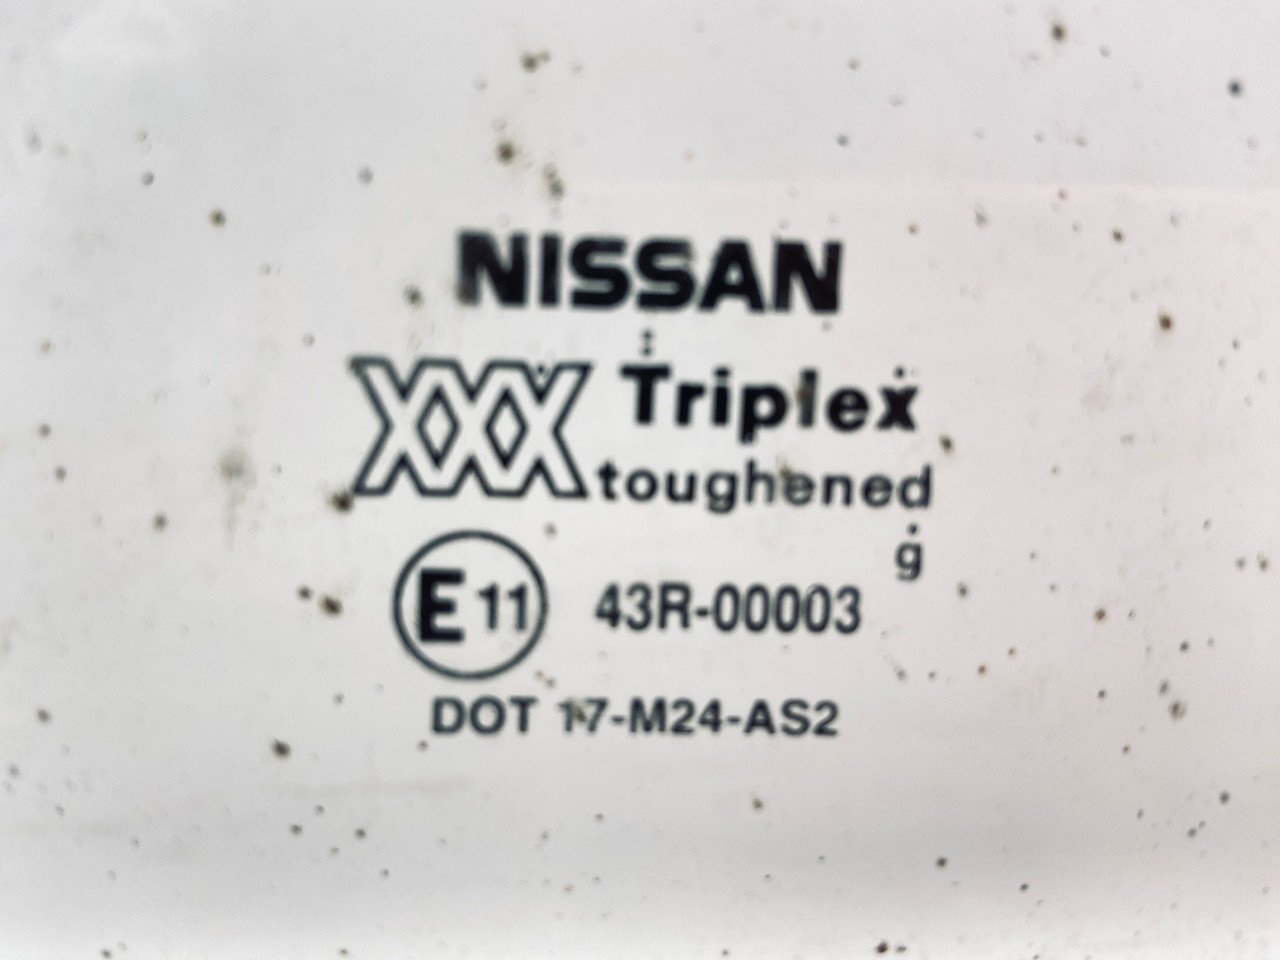 NISSAN
XXX Triplex
toughened
g
E11 43R-00003
DOT 17-M24-AS2